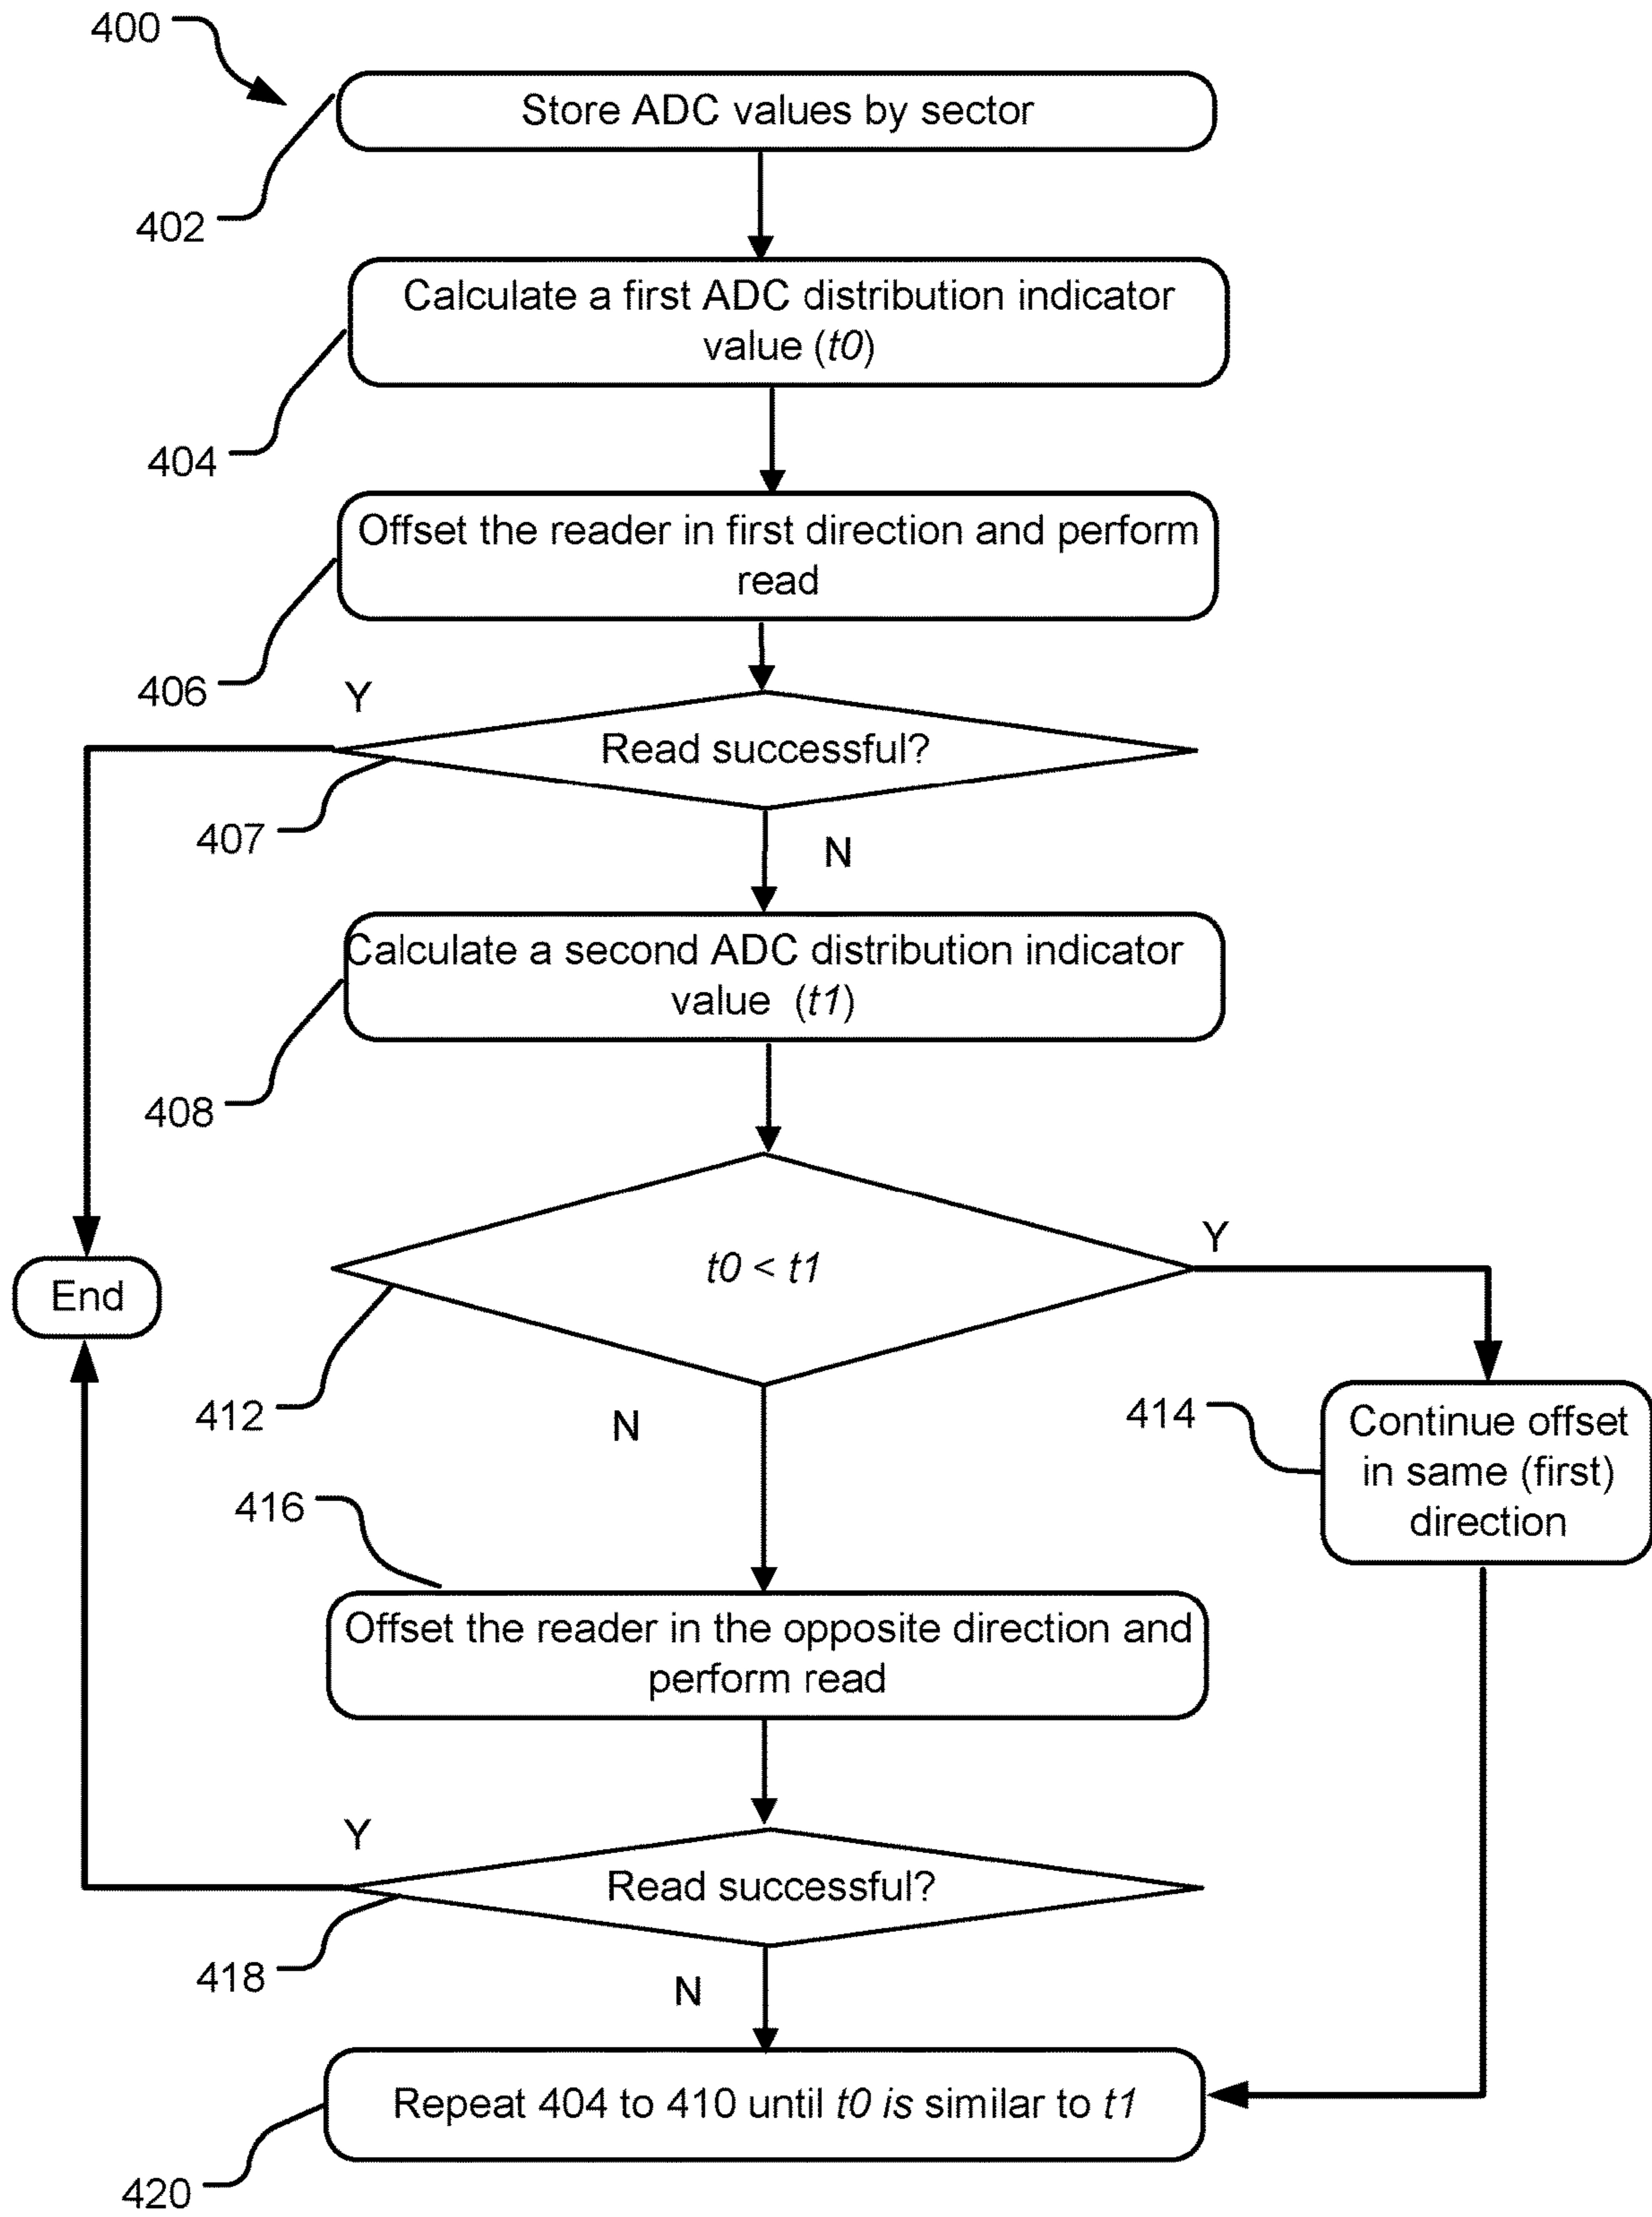 400
Store ADC values by sector
402
Calculate a first ADC distribution indicator
value (t0)
404
Offset the reader in first direction and perform
read
406
Y
Read successful?
407
N
Calculate a second ADC distribution indicator
value (t1)
408
t0 < t1
Y
End
412
N
414
Continue offset
in same (first)
direction
416
Offset the reader in the opposite direction and
perform read
Y
Read successful?
418
N
Repeat 404 to 410 until t0 is similar to t1
420